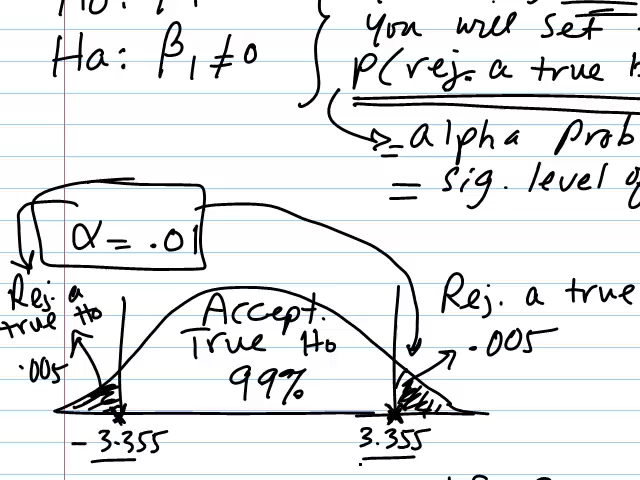 Ha: β₁ ≠ 0
you will set
P(rej. a true
= alpha Prob
= sig. level of
α = .01
Rej. a
true Ho
.005
Accept.
True Ho
99%
Rej. a true
.005
- 3.355
3.355